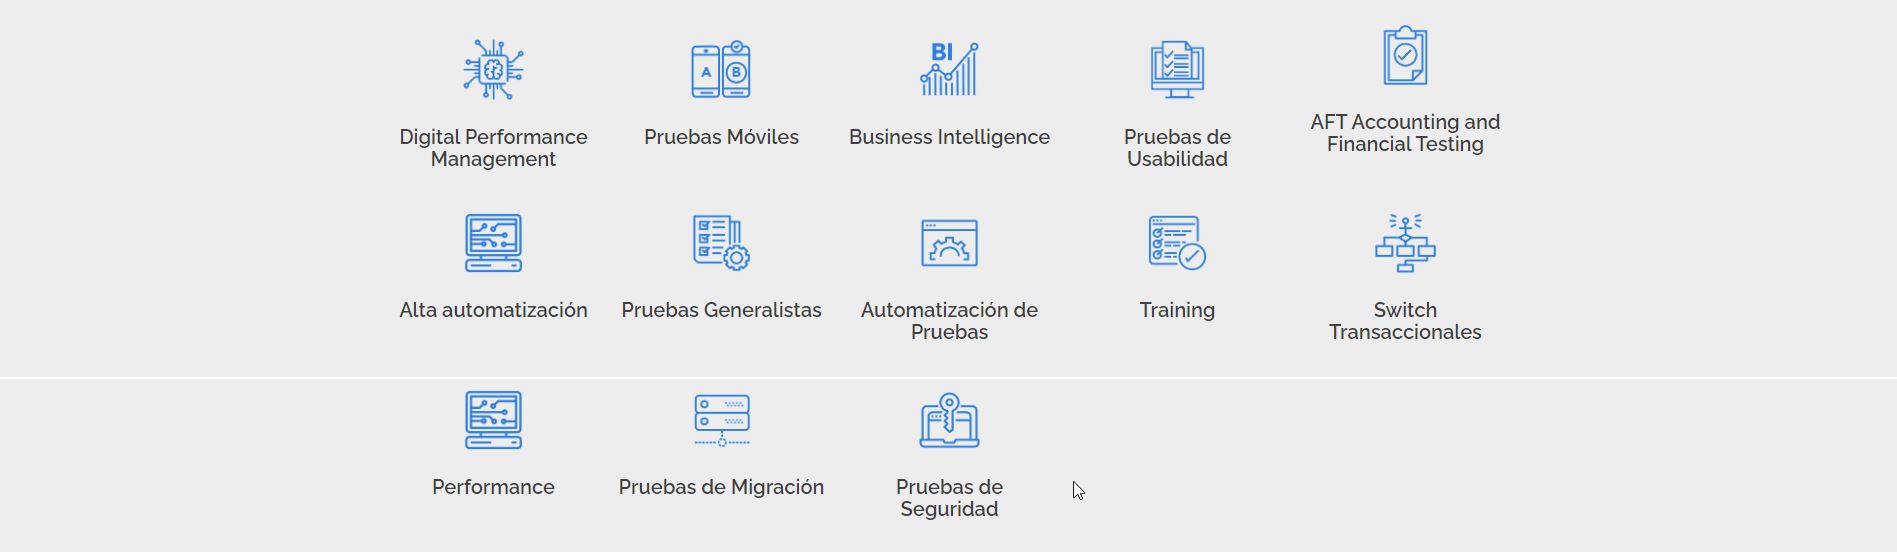 BI
A
B
Digital Performance
Management
Pruebas Móviles
Business Intelligence
Pruebas de
Usabilidad
AFT Accounting and
Financial Testing
Alta automatización
Pruebas Generalistas
Automatización de
Pruebas
Training
Switch
Transaccionales
Performance
Pruebas de Migración
Pruebas de
Seguridad